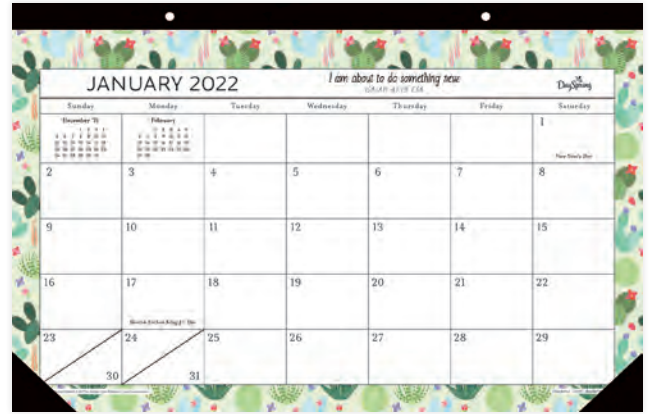 JANUARY 2022
I am about to do something new
DaySpring
Sunday Monday Tuesday Wednesday Thursday Friday Saturday
December '21 February
1
New Year's Day
2 3 4 5 6 7 8
9 10 11 12 13 14 15
16 17 18 19 20 21 22
23 24 25 26 27 28 29
30 31